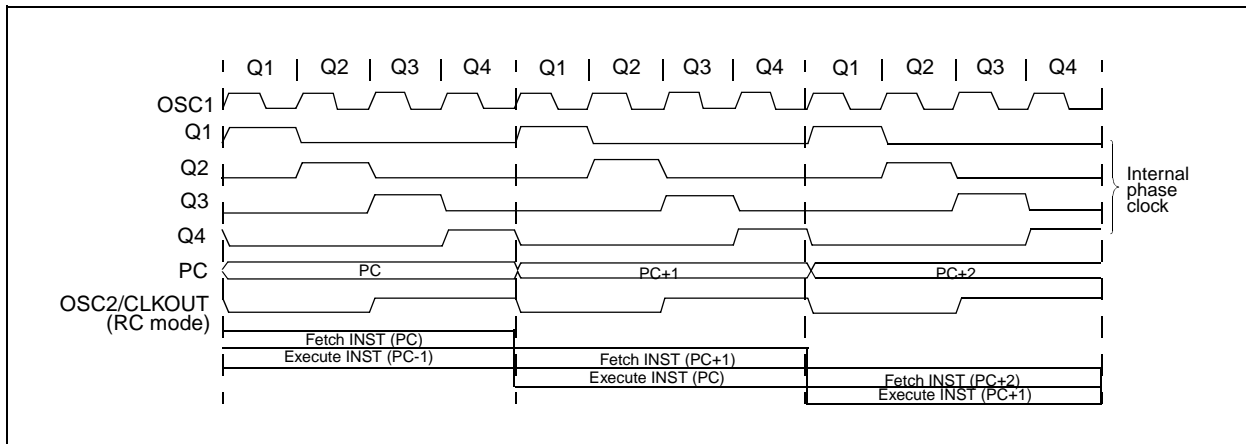 Q1 Q2 Q3 Q4 Q1 Q2 Q3 Q4 Q1 Q2 Q3 Q4
OSC1
Q1
Q2
Q3
Q4
Internal
phase
clock
PC PC PC+1 PC+2
OSC2/CLKOUT
(RC mode)
Fetch INST (PC)
Execute INST (PC-1) Fetch INST (PC+1)
Execute INST (PC) Fetch INST (PC+2)
Execute INST (PC+1)